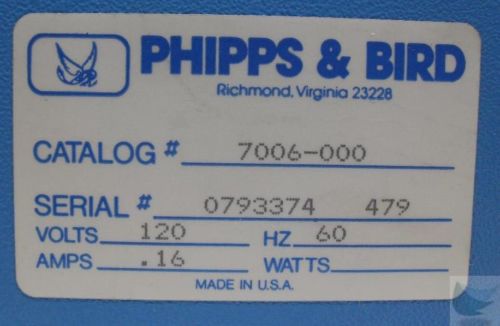 PHIPPS & BIRD
Richmond, Virginia 23228
CATALOG # 7006-000
SERIAL # 0793374 479
VOLTS 120 HZ 60
AMPS .16 WATTS
MADE IN U.S.A.